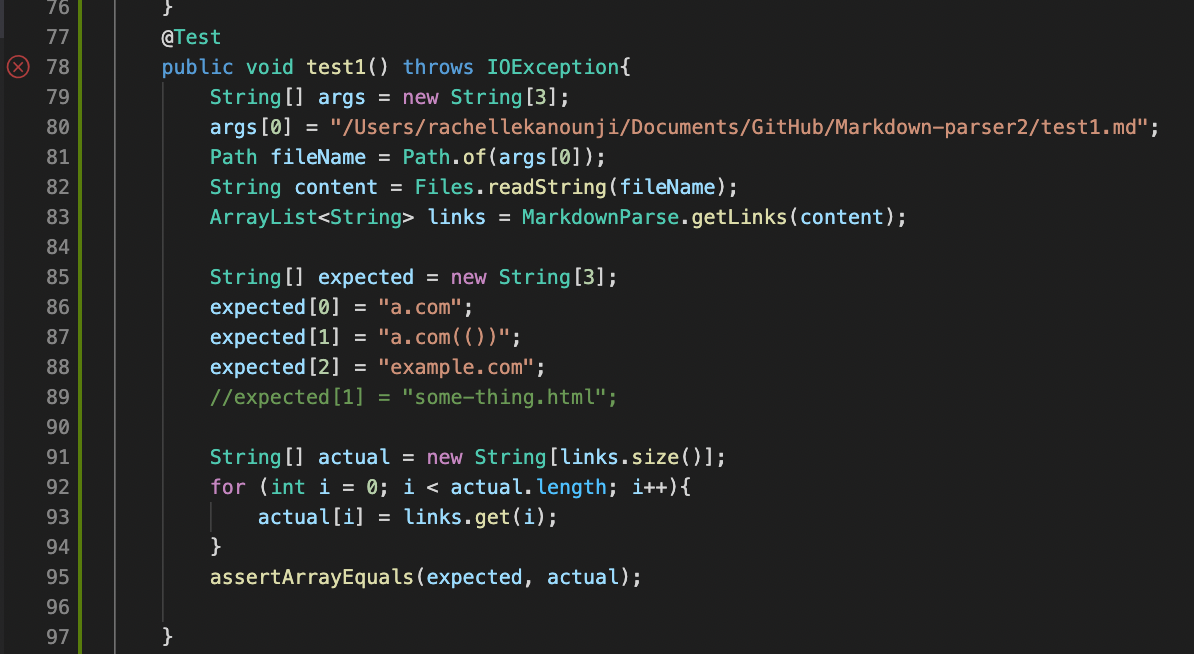 76 }
77 @Test
78 public void test1() throws IOException{
79 String[] args = new String[3];
80 args[0] = "/Users/rachellekanounji/Documents/GitHub/Markdown-parser2/test1.md";
81 Path fileName = Path.of(args[0]);
82 String content = Files.readString(fileName);
83 ArrayList<String> links = MarkdownParse.getLinks(content);
84
85 String[] expected = new String[3];
86 expected[0] = "a.com";
87 expected[1] = "a.com(())";
88 expected[2] = "example.com";
89 //expected[1] = "some-thing.html";
90
91 String[] actual = new String[links.size()];
92 for (int i = 0; i < actual.length; i++){
93 actual[i] = links.get(i);
94 }
95 assertArrayEquals(expected, actual);
96
97 }